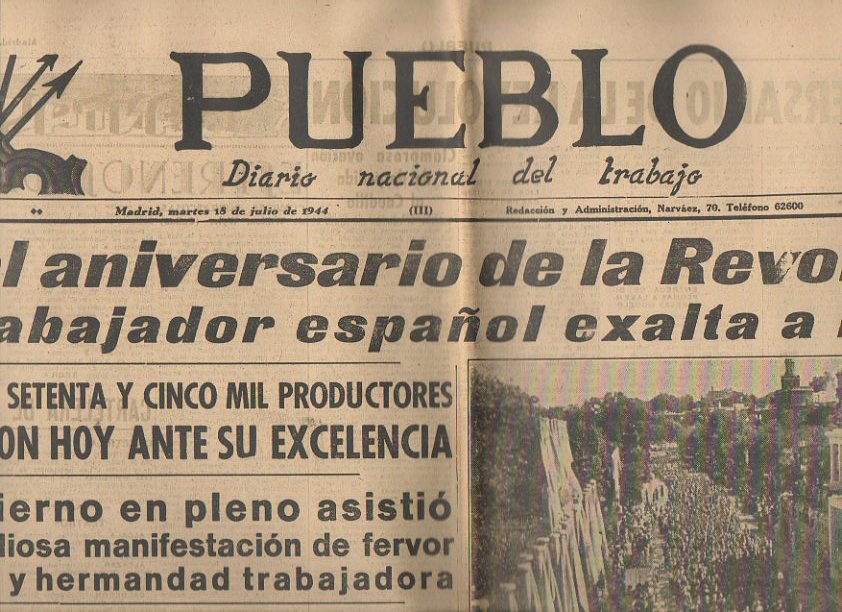 PUEBLO
Diario nacional del trabajo
Madrid, martes 18 de julio de 1944 (III) Redacción y Administración, Narváez, 70. Teléfono 62600
l aniversario de la Revo
abajador español exalta a
SETENTA Y CINCO MIL PRODUCTORES
ON HOY ANTE SU EXCELENCIA
ierno en pleno asistió
liosa manifestación de fervor
y hermandad trabajadora